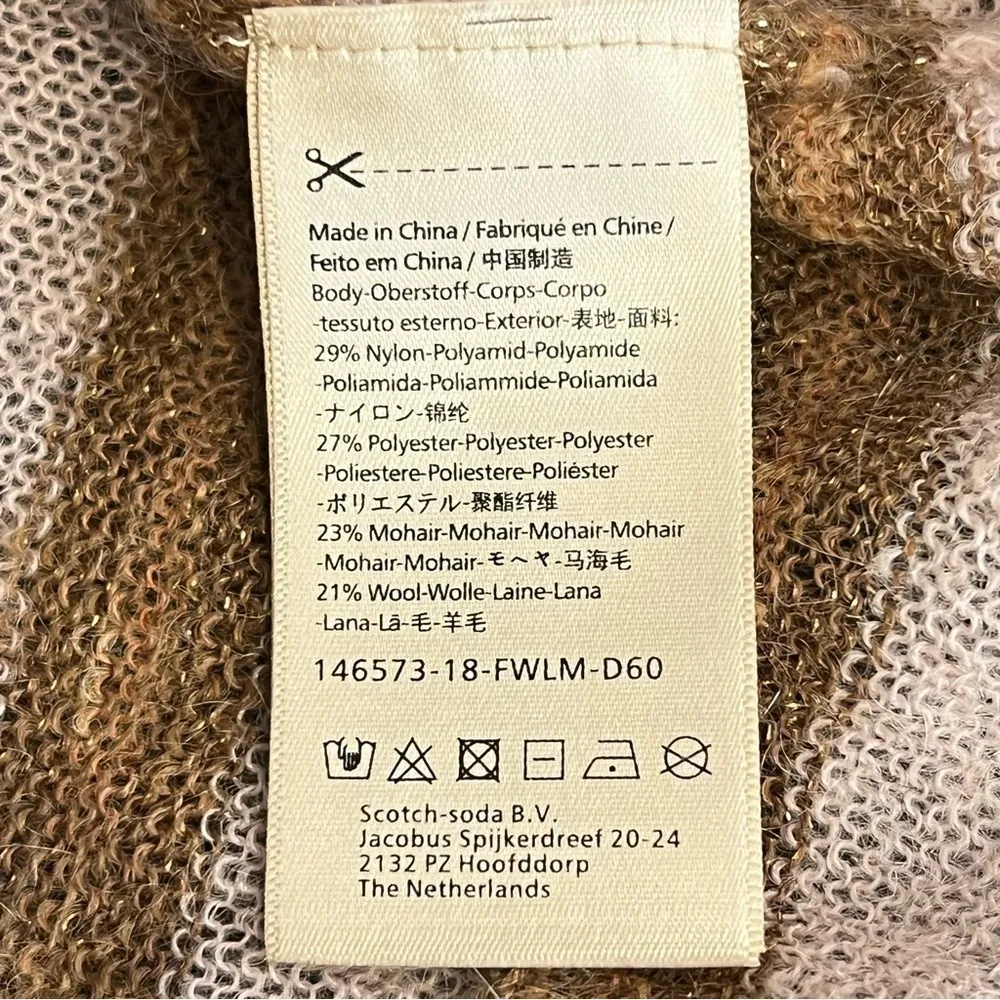 Made in China / Fabriqué en Chine /
Feito em China / 中国制造
Body-Oberstoff-Corps-Corpo
-tessuto esterno-Exterior-表地-面料:
29% Nylon-Polyamid-Polyamide
-Poliamida-Poliammide-Poliamida
-ナイロン-锦纶
27% Polyester-Polyester-Polyester
-Poliestere-Poliestere-Poliéster
-ポリエステル-聚酯纤维
23% Mohair-Mohair-Mohair-Mohair
-Mohair-Mohair-モヘヤ-马海毛
21% Wool-Wolle-Laine-Lana
-Lana-Lã-毛-羊毛
146573-18-FWLM-D60
Scotch-soda B.V.
Jacobus Spijkerdreef 20-24
2132 PZ Hoofddorp
The Netherlands